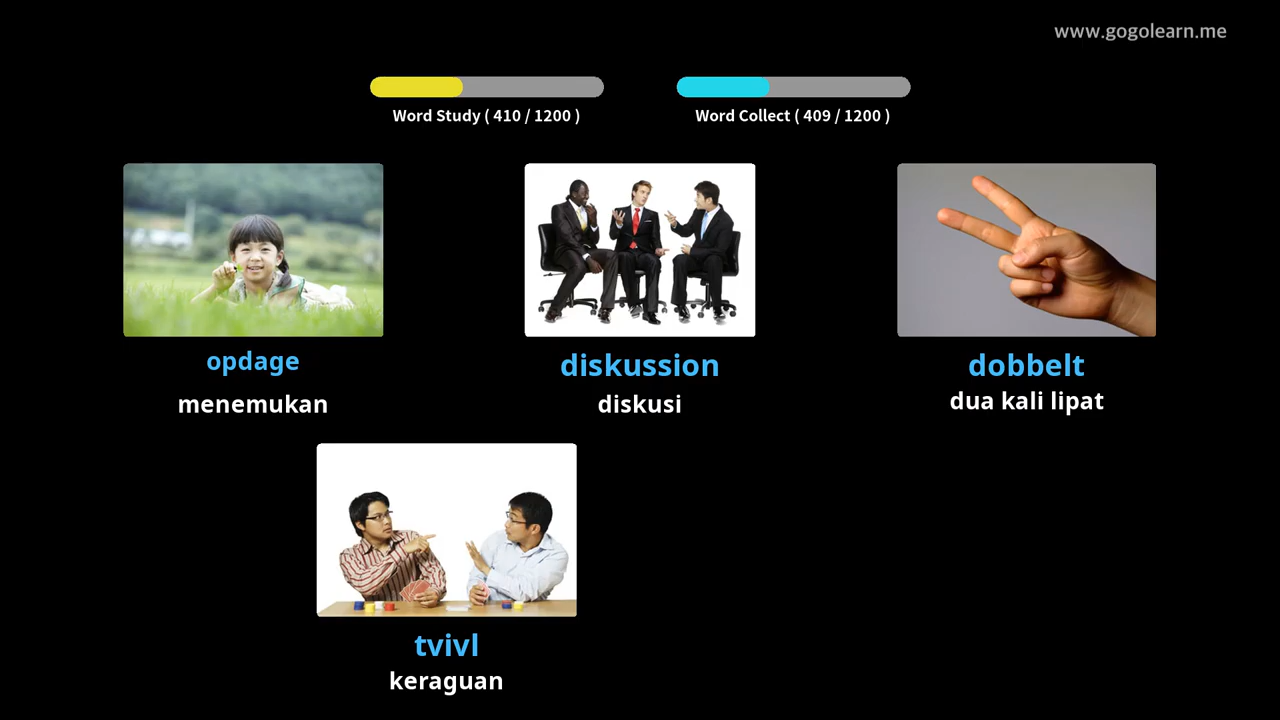 www.gogolearn.me
Word Study ( 410 / 1200 )
Word Collect ( 409 / 1200 )
opdage
menemukan
diskussion
diskusi
dobbelt
dua kali lipat
tvivl
keraguan